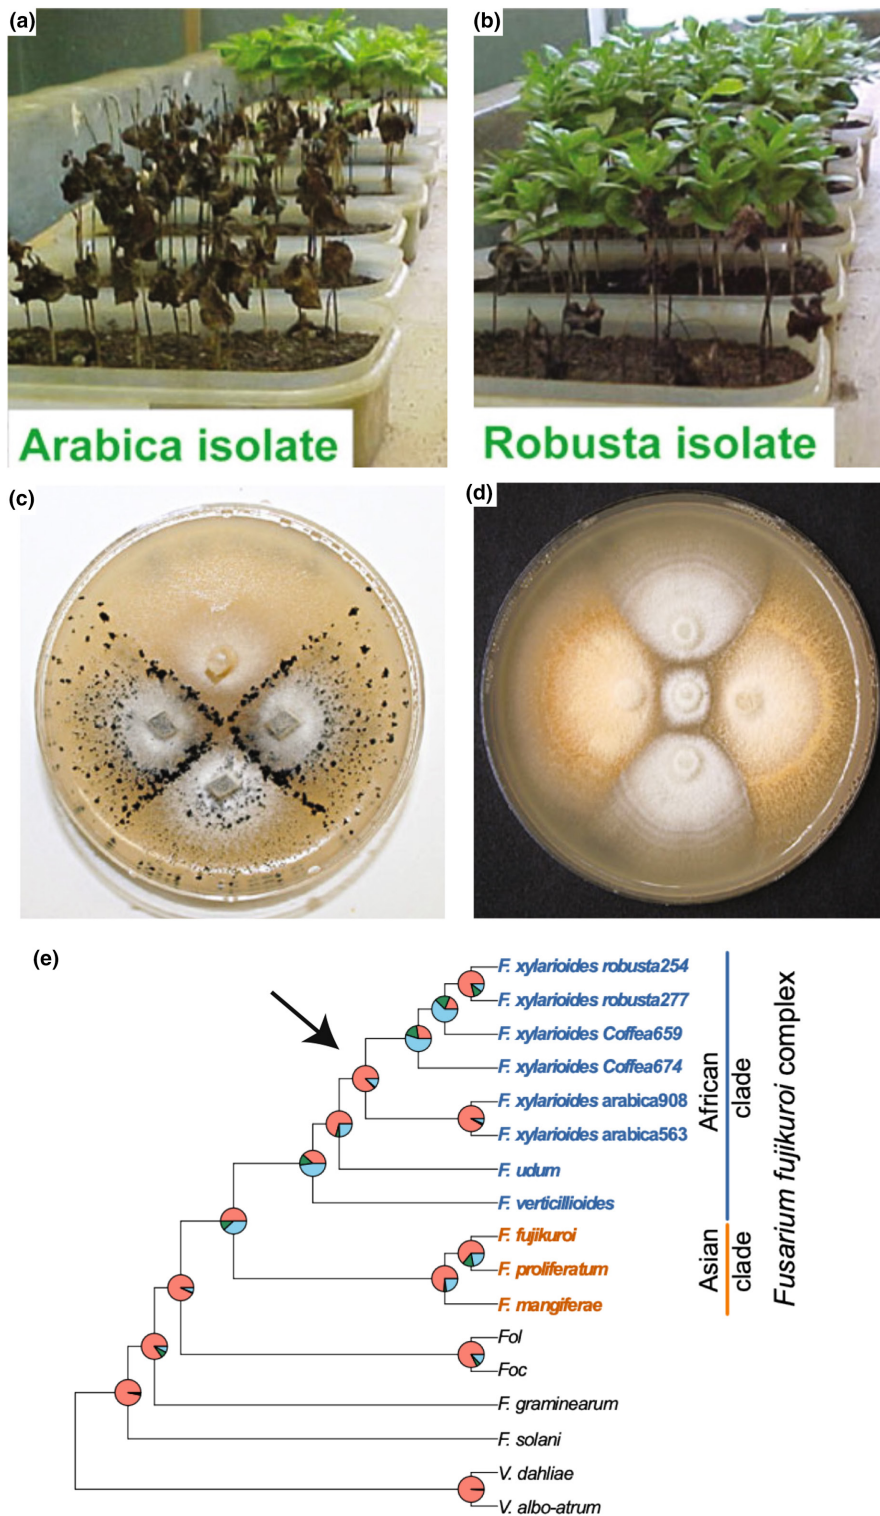 (a)
(b)
Arabica isolate
Robusta isolate
(c)
(d)
(e)
F. xylarioides robusta254
F. xylarioides robusta277
F. xylarioides Coffea659
F. xylarioides Coffea674
F. xylarioides arabica908
F. xylarioides arabica563
F. udum
F. verticillioides
F. fujikuroi
F. proliferatum
F. mangiferae
Fol
Foc
F. graminearum
F. solani
V. dahliae
V. albo-atrum
African
clade
Asian
clade
Fusarium fujikuroi complex